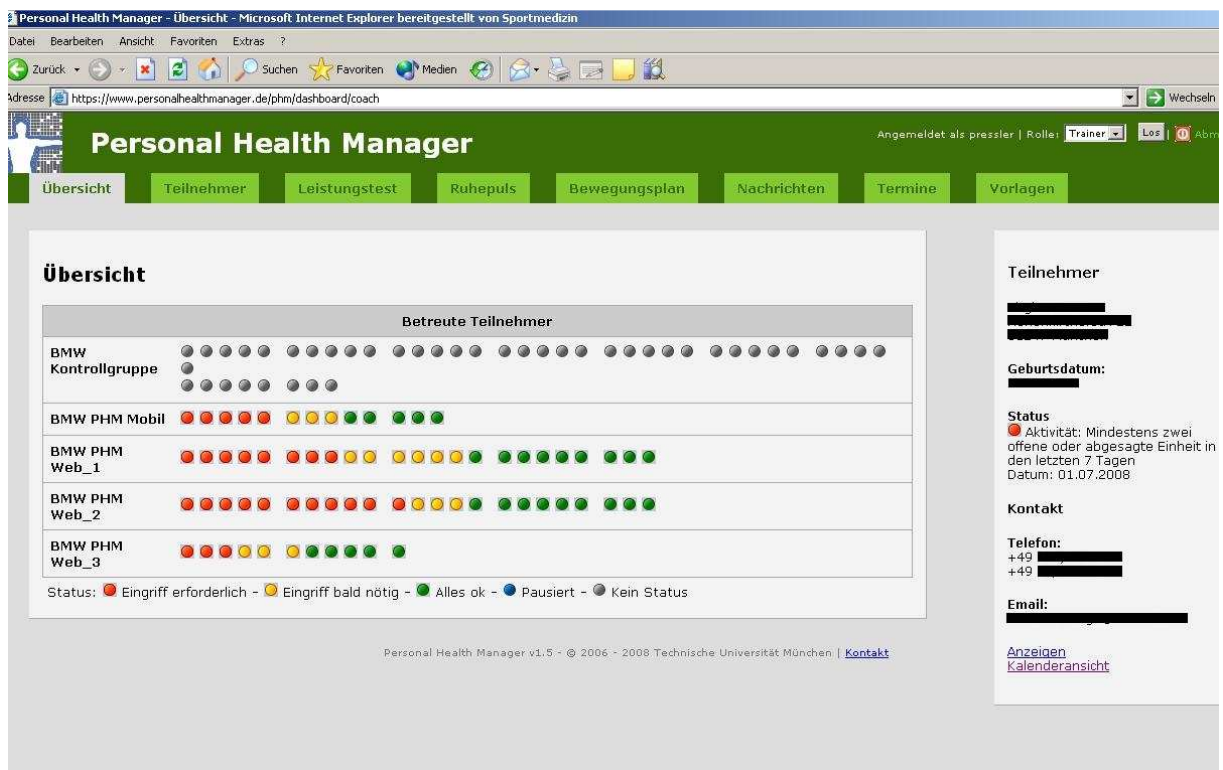 Personal Health Manager - Übersicht - Microsoft Internet Explorer bereitgestellt von Sportmedizin
Datei Bearbeiten Ansicht Favoriten Extras ?
Zurück Suchen Favoriten Medien
Adresse https://www.personalhealthmanager.de/phm/dashboard/coach Wechseln
Personal Health Manager
Angemeldet als pressler | Rolle: Trainer Los |
Übersicht Teilnehmer Leistungstest Ruhepuls Bewegungsplan Nachrichten Termine Vorlagen
Übersicht
Betreute Teilnehmer
BMW
Kontrollgruppe
BMW PHM Mobil
BMW PHM
Web_1
BMW PHM
Web_2
BMW PHM
Web_3
Status: Eingriff erforderlich - Eingriff bald nötig - Alles ok - Pausiert - Kein Status
Personal Health Manager v1.5 - © 2006 - 2008 Technische Universität München | Kontakt
Teilnehmer
Geburtsdatum:
Status
Aktivität: Mindestens zwei
offene oder abgesagte Einheit in
den letzten 7 Tagen
Datum: 01.07.2008
Kontakt
Telefon:
+49
+49
Email:
Anzeigen
Kalenderansicht